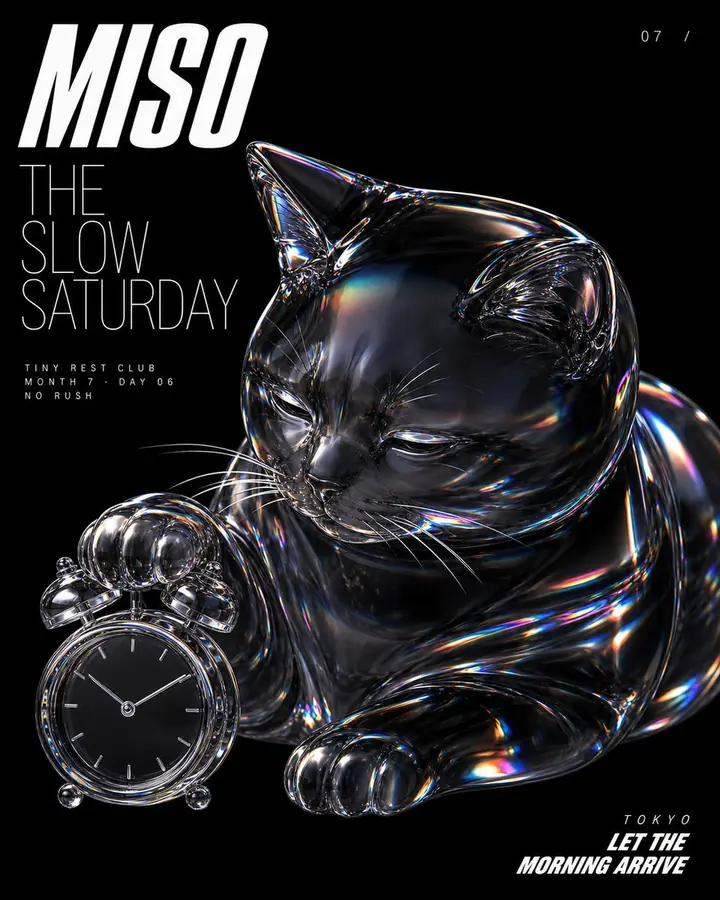 MISO
07 /
THE
SLOW
SATURDAY
TINY REST CLUB
MONTH 7 · DAY 06
NO RUSH
TOKYO
LET THE
MORNING ARRIVE